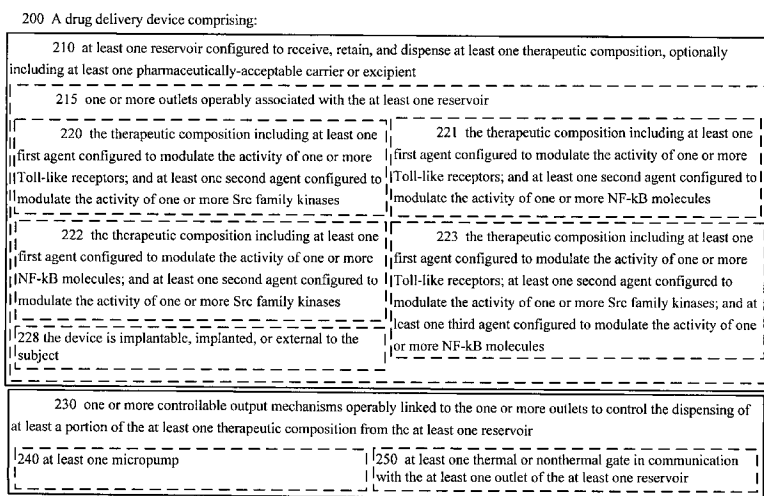 200 A drug delivery device comprising:
210 at least one reservoir configured to receive, retain, and dispense at least one therapeutic composition, optionally
including at least one pharmaceutically-acceptable carrier or excipient
215 one or more outlets operably associated with the at least one reservoir
220 the therapeutic composition including at least one
first agent configured to modulate the activity of one or more
Toll-like receptors; and at least one second agent configured to
modulate the activity of one or more Src family kinases
221 the therapeutic composition including at least one
first agent configured to modulate the activity of one or more
Toll-like receptors; and at least one second agent configured to
modulate the activity of one or more NF-kB molecules
222 the therapeutic composition including at least one
first agent configured to modulate the activity of one or more
NF-kB molecules; and at least one second agent configured to
modulate the activity of one or more Src family kinases
223 the therapeutic composition including at least one
first agent configured to modulate the activity of one or more
Toll-like receptors; at least one second agent configured to
modulate the activity of one or more Src family kinases; and at
least one third agent configured to modulate the activity of one
or more NF-kB molecules
228 the device is implantable, implanted, or external to the
subject
230 one or more controllable output mechanisms operably linked to the one or more outlets to control the dispensing of
at least a portion of the at least one therapeutic composition from the at least one reservoir
240 at least one micropump
250 at least one thermal or nonthermal gate in communication
with the at least one outlet of the at least one reservoir